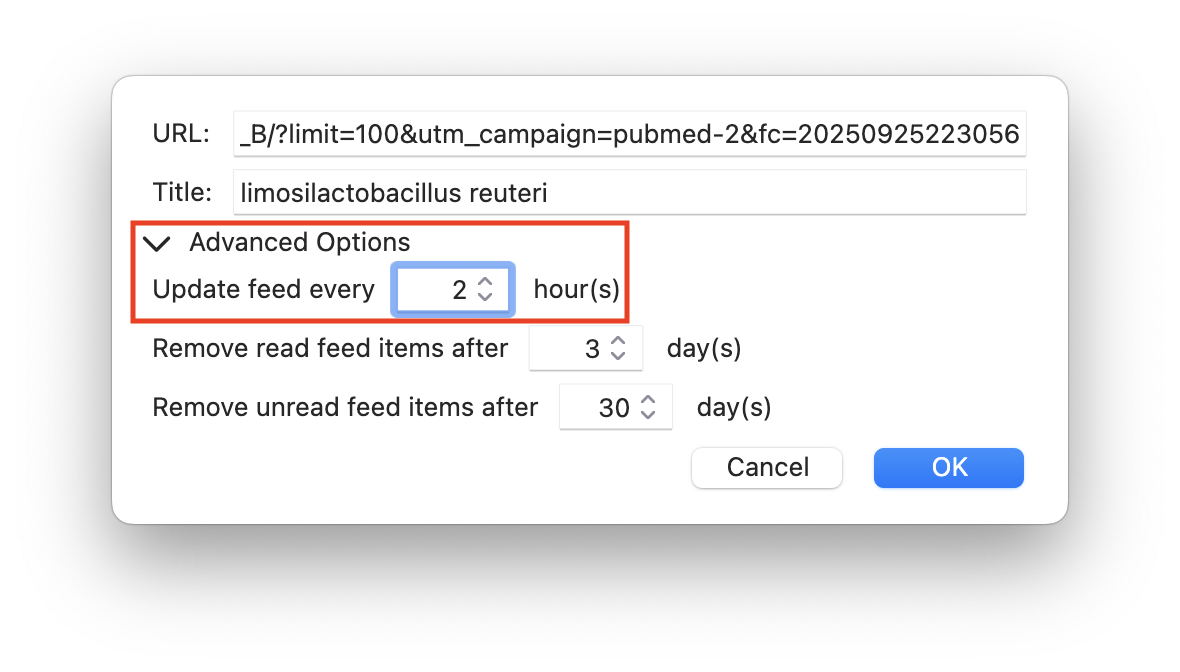 URL: _B/?limit=100&utm_campaign=pubmed-2&fc=20250925223056
Title: limosilactobacillus reuteri
Advanced Options
Update feed every 2 hour(s)
Remove read feed items after 3 day(s)
Remove unread feed items after 30 day(s)
Cancel OK